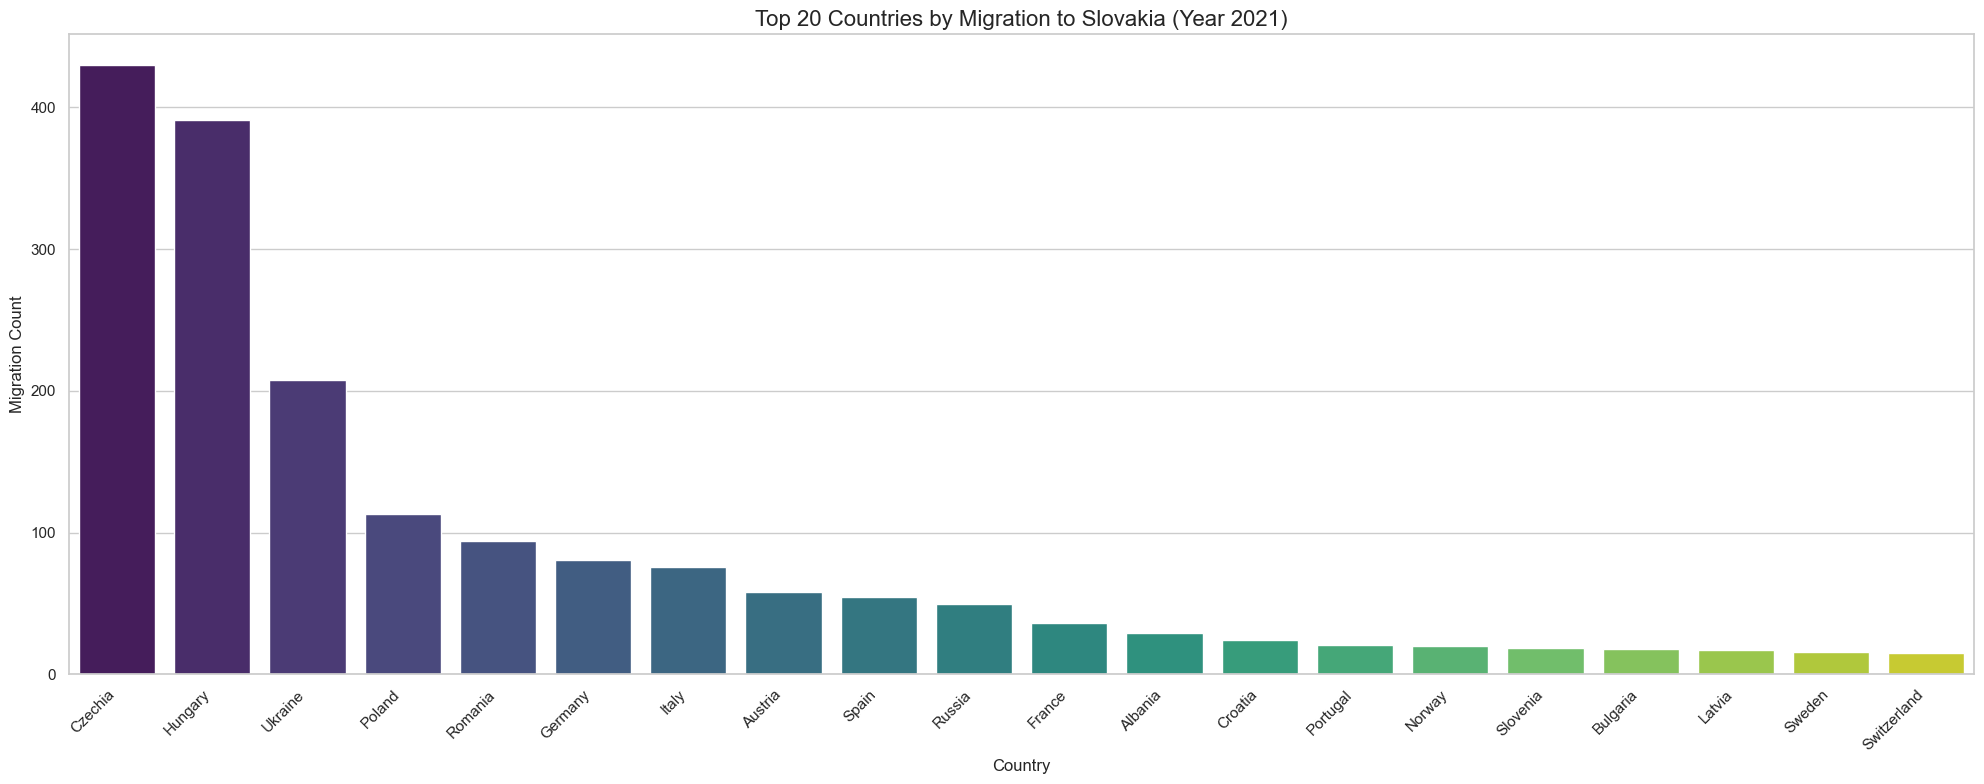 Top 20 Countries by Migration to Slovakia (Year 2021)
Migration Count
400
300
200
100
0
Czechia
Hungary
Ukraine
Poland
Romania
Germany
Italy
Austria
Spain
Russia
France
Albania
Croatia
Portugal
Norway
Slovenia
Bulgaria
Latvia
Sweden
Switzerland
Country